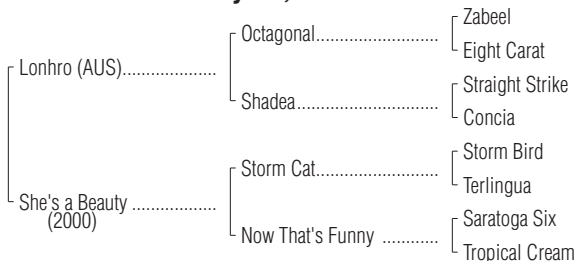 Zabeel
Octagonal
Eight Carat
Lonhro (AUS)
Straight Strike
Shadea
Concia
Storm Bird
Storm Cat
Terlingua
She's a Beauty
(2000)
Saratoga Six
Now That's Funny
Tropical Cream